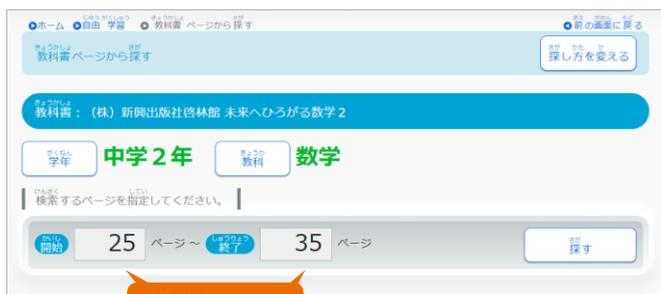 ホーム 自由 学習 教科書 ページから探す 前の画面に戻る
教科書ページから探す 探し方を変える
教科書：（株）新興出版社啓林館 未来へひろがる数学２
学年 中学２年 教科 数学
検索するページを指定してください。
開始 25 ページ ～ 終了 35 ページ 探す